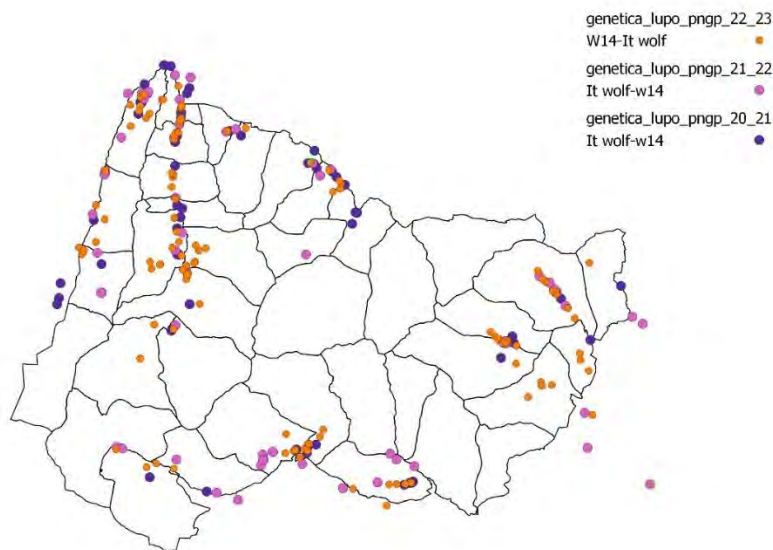 genetica_lupo_pngp_22_23
W14-It wolf
genetica_lupo_pngp_21_22
It wolf-w14
genetica_lupo_pngp_20_21
It wolf-w14